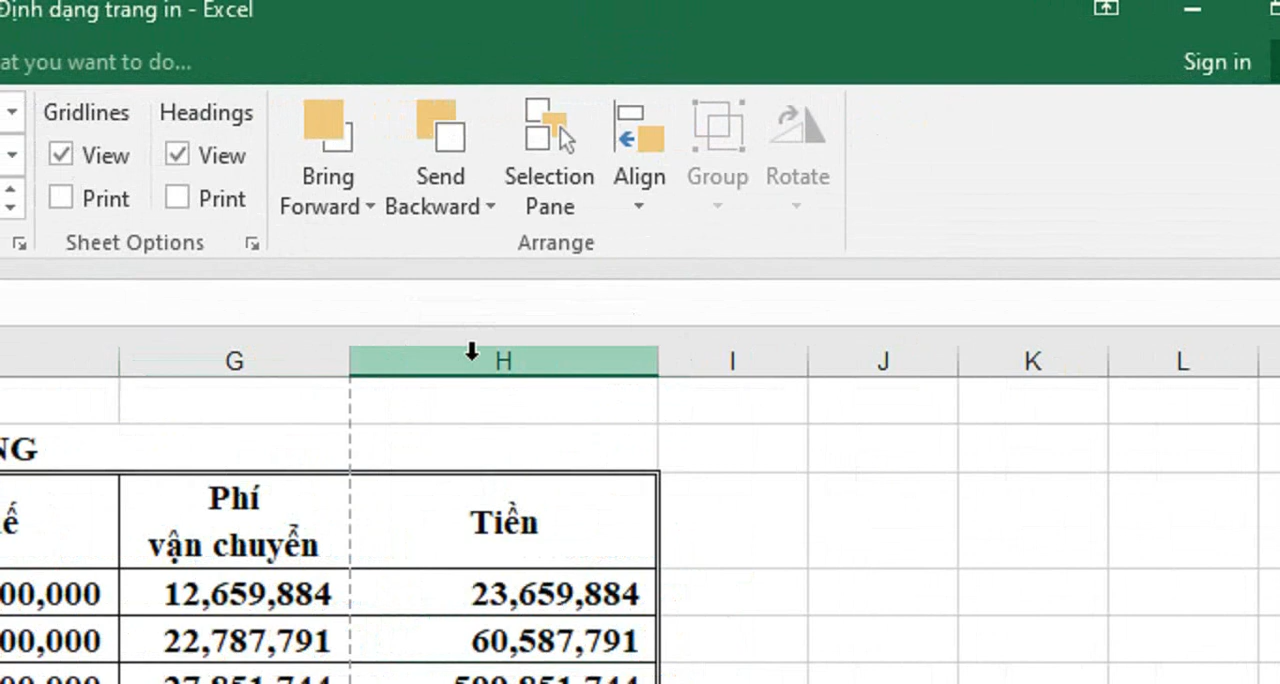 Định dạng trang in - Excel
at you want to do...
Sign in
Gridlines Headings
View View
Print Print
Sheet Options
Bring Forward
Send Backward
Selection Pane
Align
Group
Rotate
Arrange
G H I J K L
NG
ế
Phí
vận chuyển
Tiền
00,000 12,659,884 23,659,884
00,000 22,787,791 60,587,791